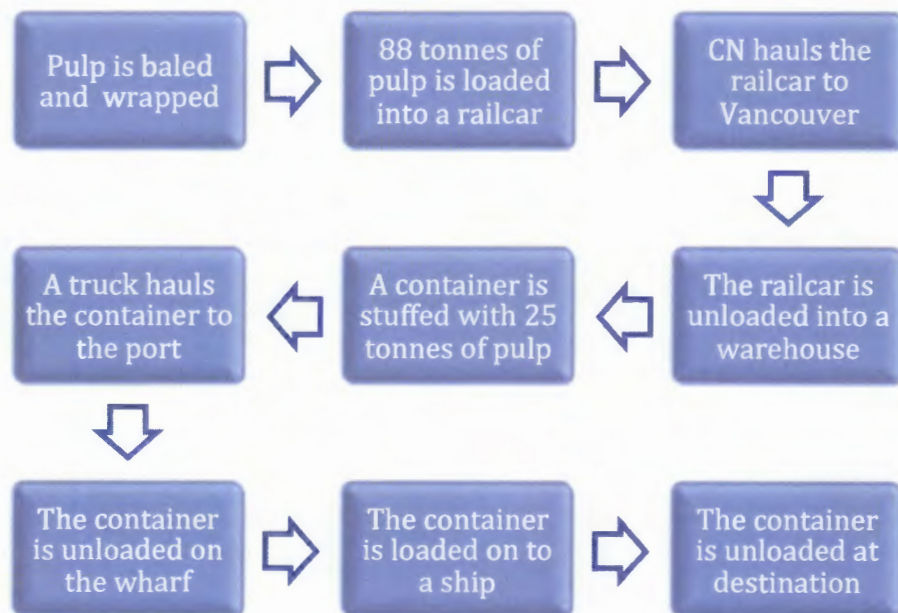 Pulp is baled
and wrapped
88 tonnes of
pulp is loaded
into a railcar
CN hauls the
railcar to
Vancouver
The railcar is
unloaded into a
warehouse
A container is
stuffed with 25
tonnes of pulp
A truck hauls
the container to
the port
The container
is unloaded on
the wharf
The container
is loaded on to
a ship
The container
is unloaded at
destination